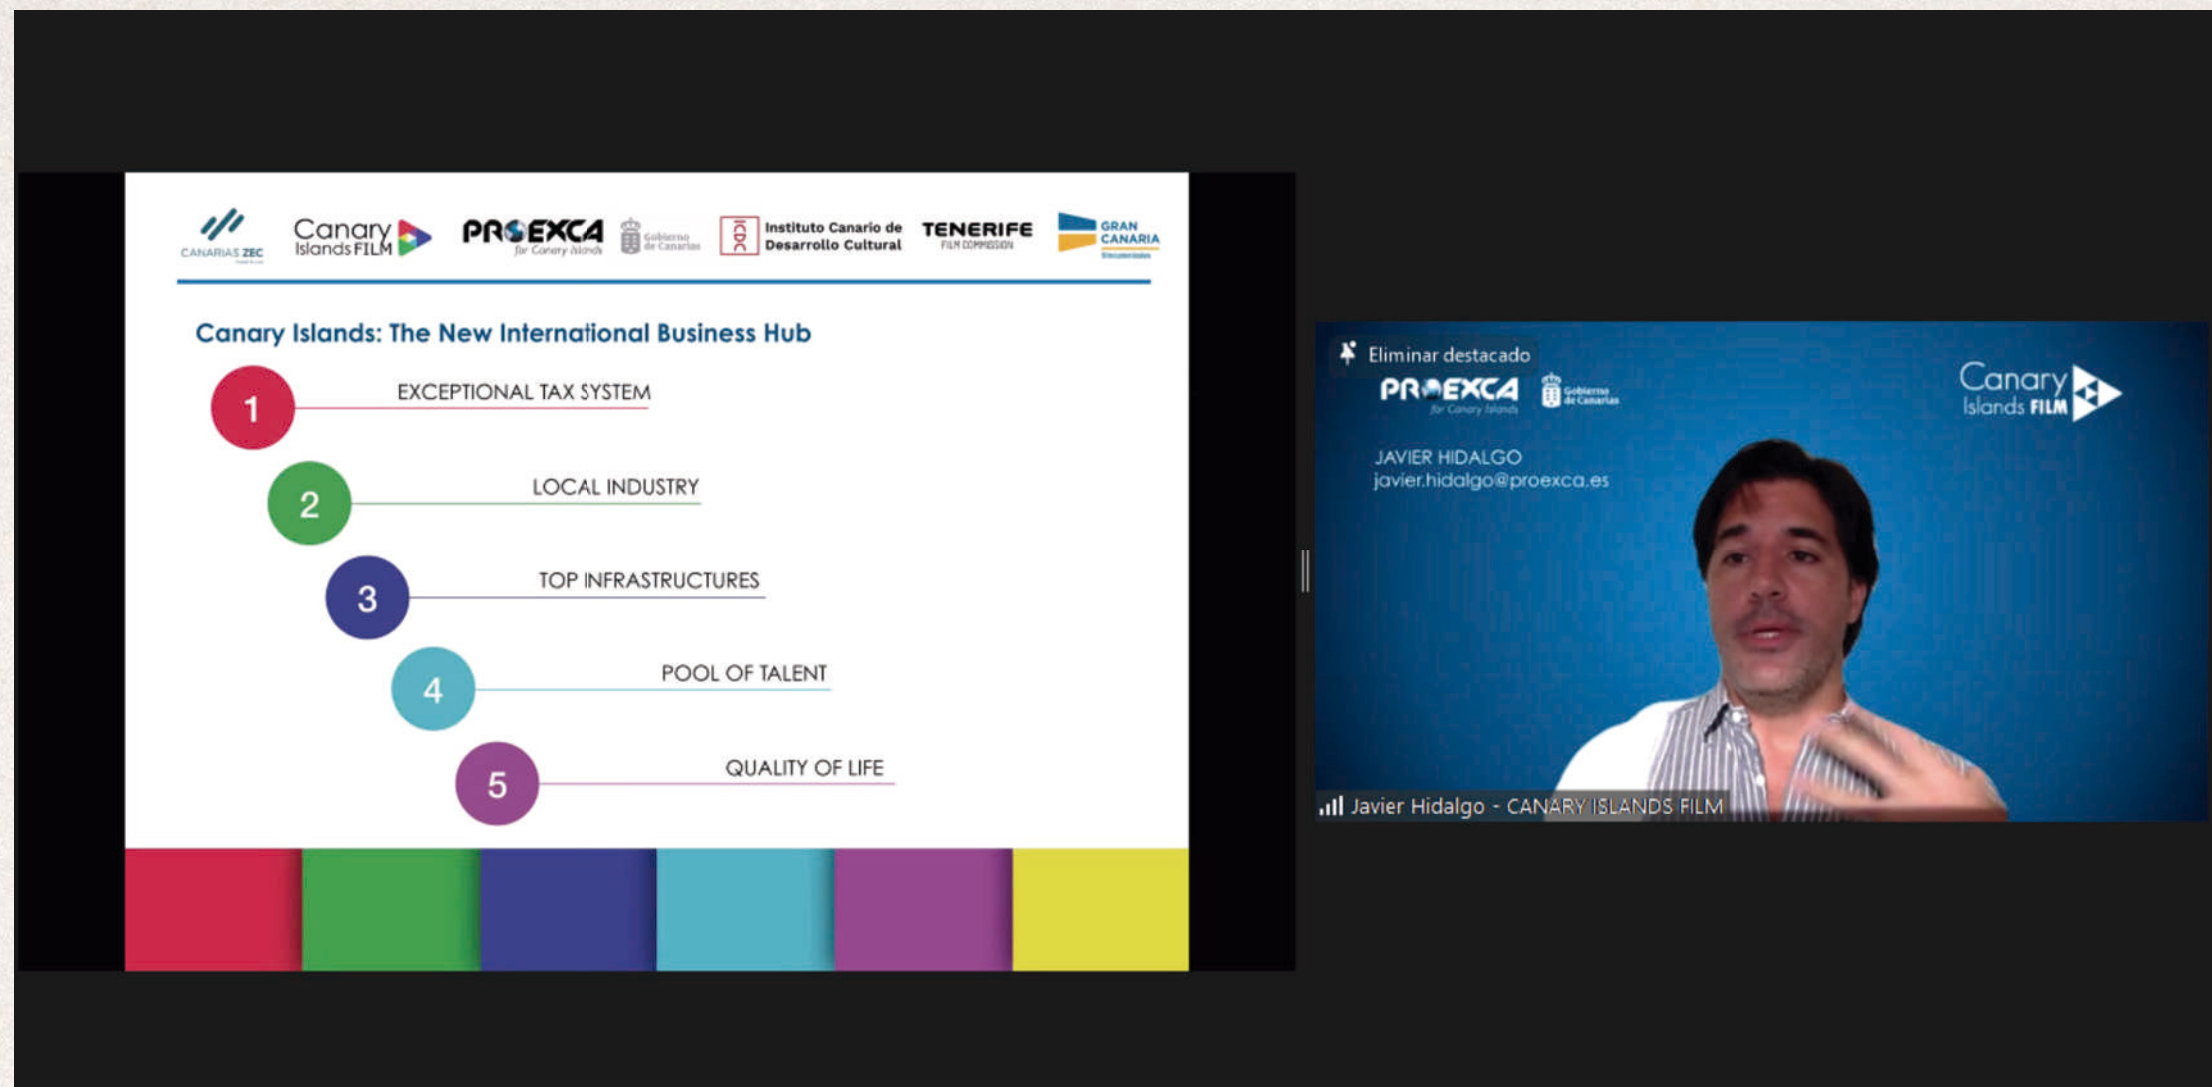 CANARIAS ZEC
Canary
Islands FILM
PROEXCA
for Canary Islands
Gobierno
de Canarias
ICDC
Instituto Canario de
Desarrollo Cultural
TENERIFE
FILM COMMISSION
GRAN
CANARIA
Canary Islands: The New International Business Hub
1
EXCEPTIONAL TAX SYSTEM
2
LOCAL INDUSTRY
3
TOP INFRASTRUCTURES
4
POOL OF TALENT
5
QUALITY OF LIFE
Eliminar destacado
PROEXCA
for Canary Islands
Gobierno
de Canarias
Canary
Islands FILM
JAVIER HIDALGO
javier.hidalgo@proexca.es
Javier Hidalgo - CANARY ISLANDS FILM